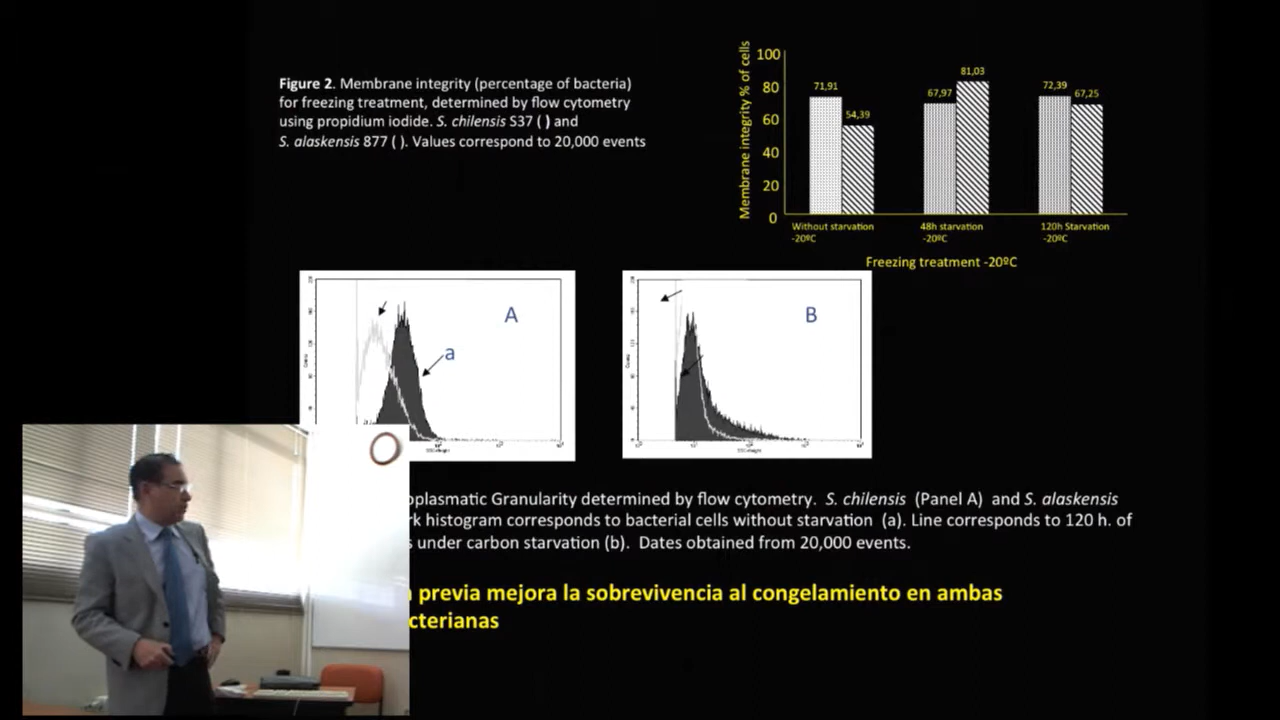 Figure 2. Membrane integrity (percentage of bacteria)
for freezing treatment, determined by flow cytometry
using propidium iodide. S. chilensis S37 ( ) and
S. alaskensis 877 ( ). Values correspond to 20,000 events
Membrane integrity % of cells
100
80
60
40
20
0
71,91
54,39
67,97
81,03
72,39
67,25
Without starvation
-20ºC
48h starvation
-20ºC
120h Starvation
-20ºC
Freezing treatment -20ºC
A
a
B
oplasmatic Granularity determined by flow cytometry. S. chilensis (Panel A) and S. alaskensis
rk histogram corresponds to bacterial cells without starvation (a). Line corresponds to 120 h. of
s under carbon starvation (b). Dates obtained from 20,000 events.
previa mejora la sobrevivencia al congelamiento en ambas
cterianas